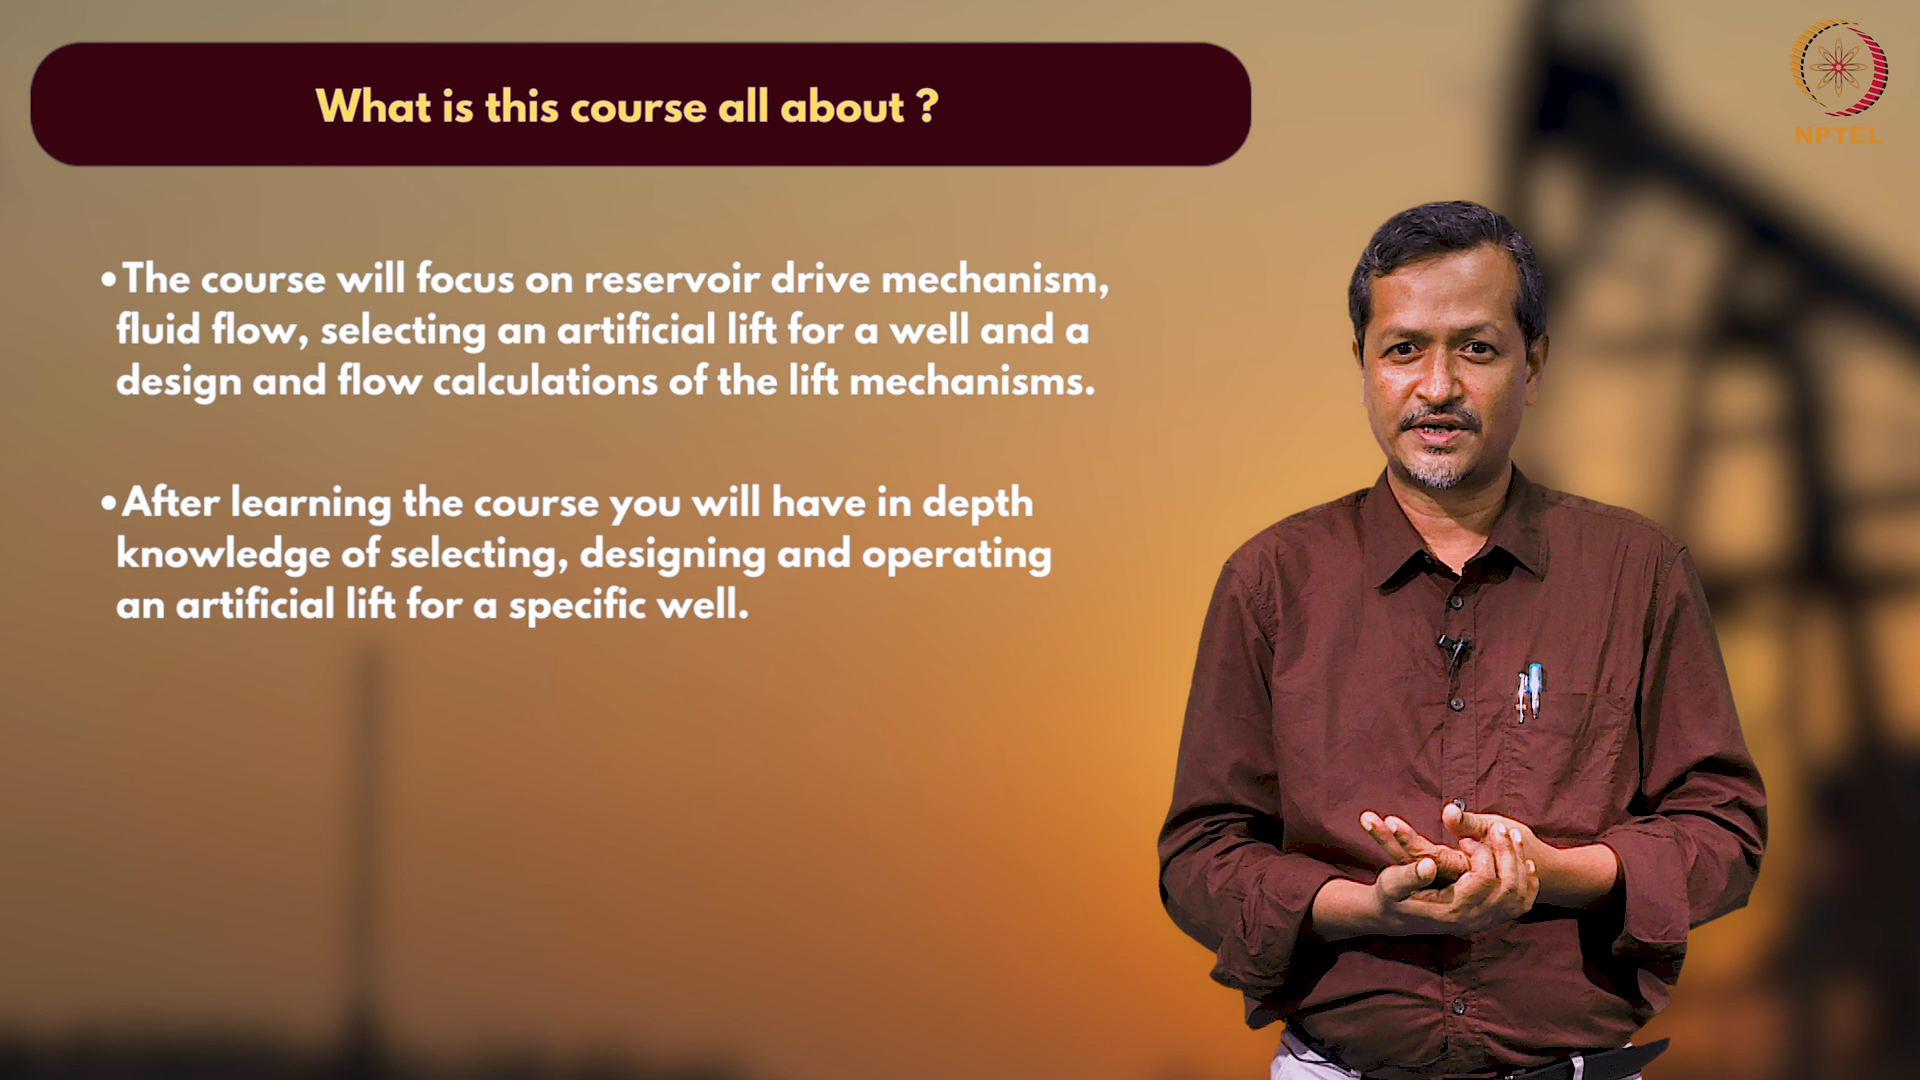 What is this course all about ?
NPTEL
•The course will focus on reservoir drive mechanism,
fluid flow, selecting an artificial lift for a well and a
design and flow calculations of the lift mechanisms.
•After learning the course you will have in depth
knowledge of selecting, designing and operating
an artificial lift for a specific well.